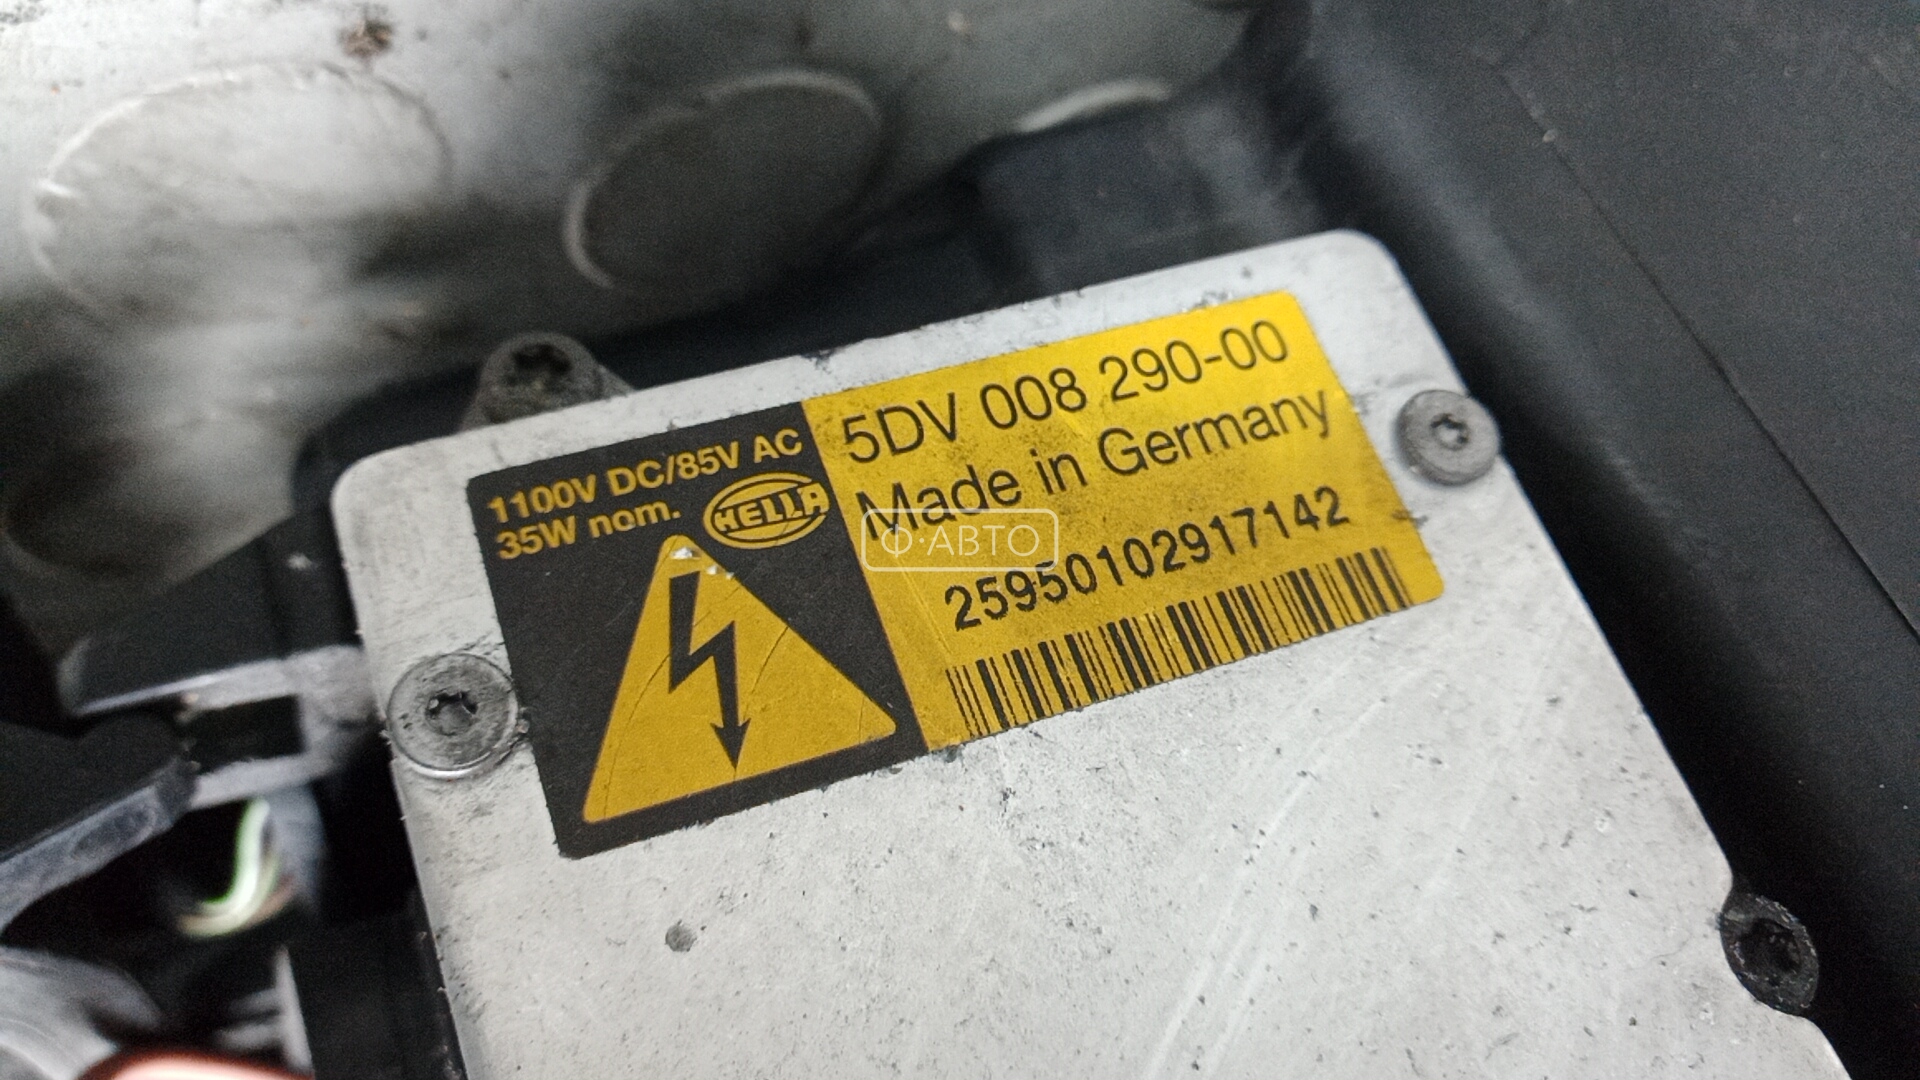 1100V DC/85V AC
35W nom.
HELLA
5DV 008 290-00
Made in Germany
25950102917142
Ф·АВТО